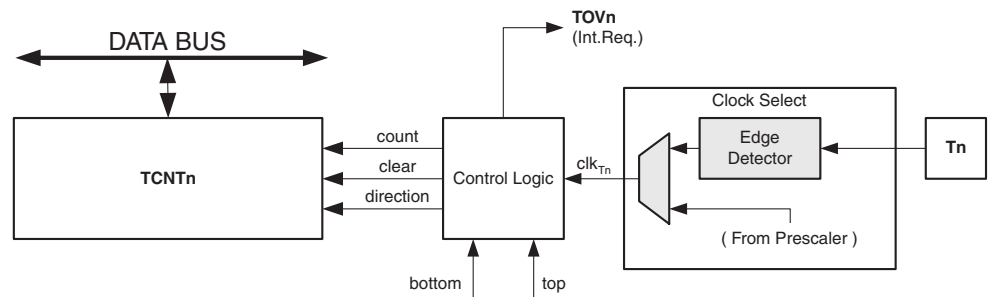 TOVn
(Int.Req.)
DATA BUS
Clock Select
count
Edge
Detector
Tn
TCNTn
clear
Control Logic
clkTn
direction
( From Prescaler )
bottom
top